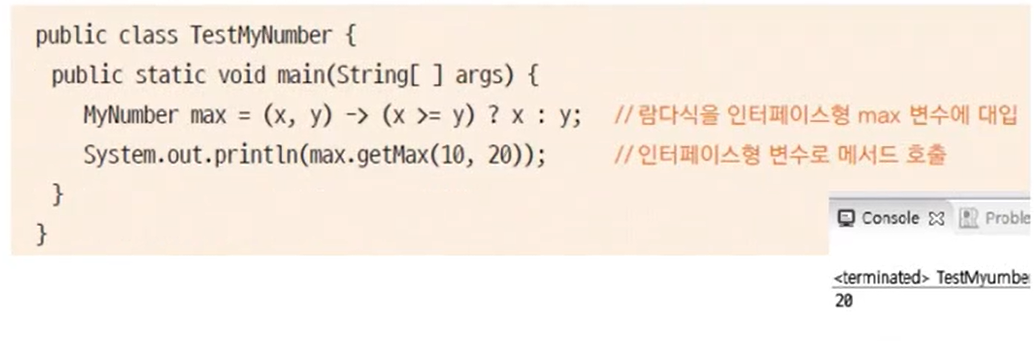 public class TestMyNumber {
public static void main(String[ ] args) {
MyNumber max = (x, y) -> (x >= y) ? x : y; // 람다식을 인터페이스형 max 변수에 대입
System.out.println(max.getMax(10, 20)); // 인터페이스형 변수로 메서드 호출
}
}
Console Proble
<terminated> TestMyumbe
20